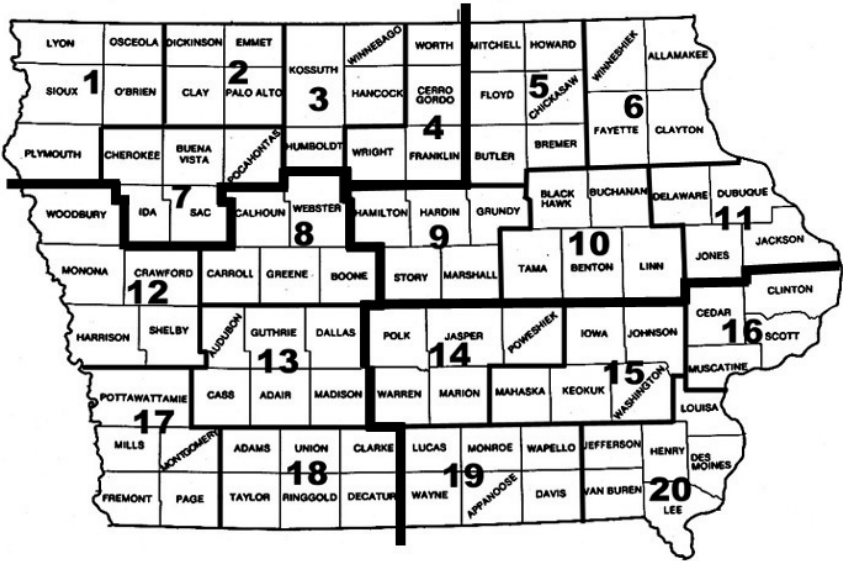 LYON OSCEOLA DICKINSON EMMET WINNEBAGO WORTH MITCHELL HOWARD WINNESHIEK ALLAMAKEE
KOSSUTH
1 2 3 5
SIOUX O'BRIEN CLAY PALO ALTO HANCOCK CERRO GORDO FLOYD CHICKASAW 6
4
PLYMOUTH CHEROKEE BUENA VISTA POCAHONTAS HUMBOLDT WRIGHT FRANKLIN BUTLER BREMER FAYETTE CLAYTON
7
WOODBURY IDA SAC CALHOUN WEBSTER HAMILTON HARDIN GRUNDY BLACK HAWK BUCHANAN DELAWARE DUBUQUE
8 9 10 11
MONONA CRAWFORD CARROLL GREENE BOONE STORY MARSHALL TAMA BENTON LINN JONES JACKSON
12
HARRISON SHELBY AUDUBON GUTHRIE DALLAS POLK JASPER POWESHIEK IOWA JOHNSON CEDAR CLINTON
13 14 15 16
SCOTT
CASS ADAIR MADISON WARREN MARION MAHASKA KEOKUK WASHINGTON MUSCATINE
POTTAWATTAMIE LOUISA
17
MILLS MONTGOMERY ADAMS UNION CLARKE LUCAS MONROE WAPELLO JEFFERSON HENRY DES MOINES
18 19 20
FREMONT PAGE TAYLOR RINGGOLD DECATUR WAYNE APPANOOSE DAVIS VAN BUREN LEE